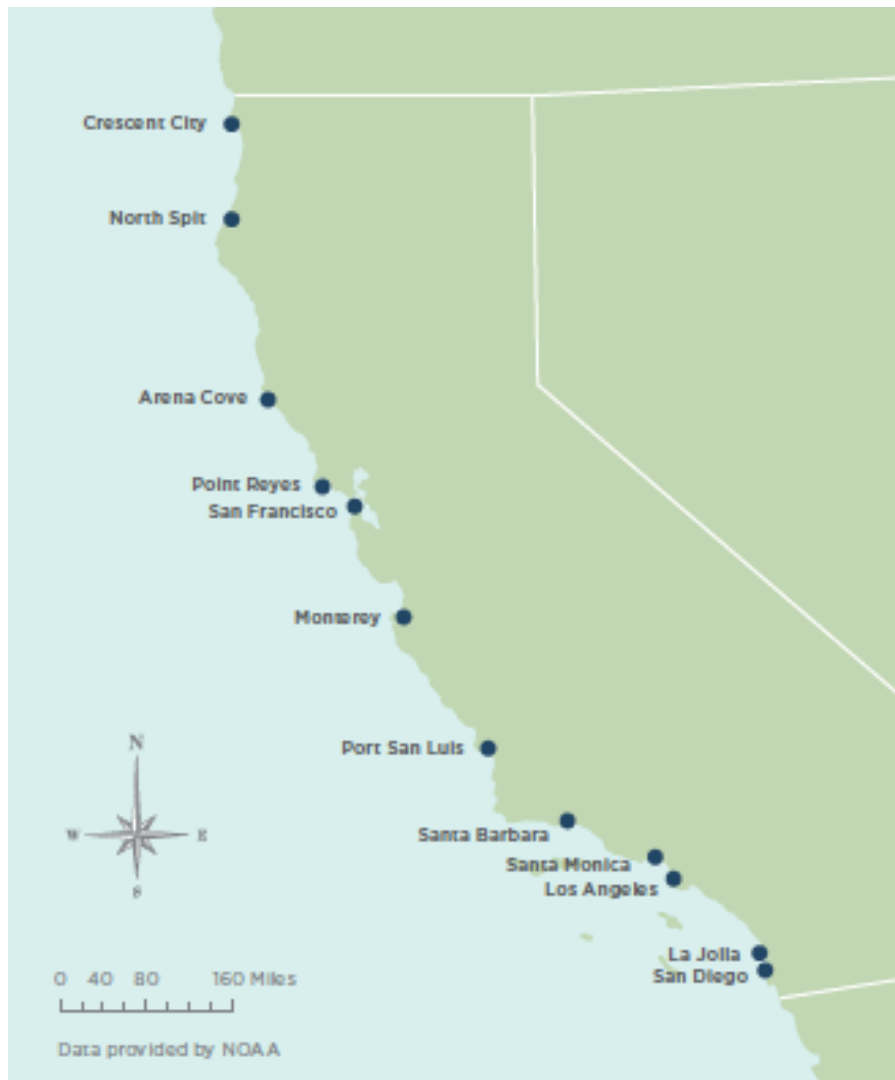 Crescent City
North Spit
Arena Cove
Point Reyes
San Francisco
Monterey
Port San Luis
N
W E
S
Santa Barbara
Santa Monica
Los Angeles
La Jolla
San Diego
0 40 80 160 Miles
Data provided by NOAA